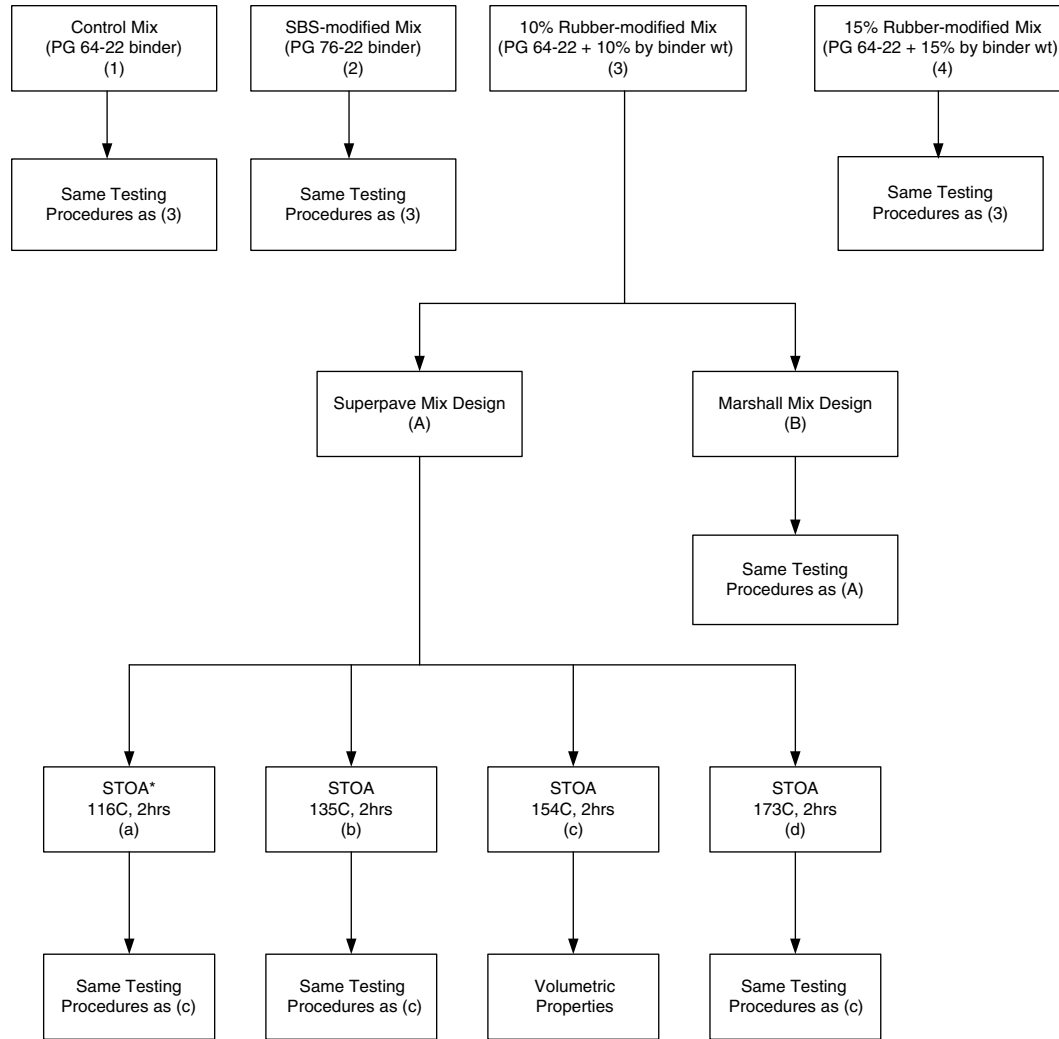 Control Mix
(PG 64-22 binder)
(1)
SBS-modified Mix
(PG 76-22 binder)
(2)
10% Rubber-modified Mix
(PG 64-22 + 10% by binder wt)
(3)
15% Rubber-modified Mix
(PG 64-22 + 15% by binder wt)
(4)
Same Testing
Procedures as (3)
Same Testing
Procedures as (3)
Same Testing
Procedures as (3)
Superpave Mix Design
(A)
Marshall Mix Design
(B)
Same Testing
Procedures as (A)
STOA*
116C, 2hrs
(a)
STOA
135C, 2hrs
(b)
STOA
154C, 2hrs
(c)
STOA
173C, 2hrs
(d)
Same Testing
Procedures as (c)
Same Testing
Procedures as (c)
Volumetric
Properties
Same Testing
Procedures as (c)